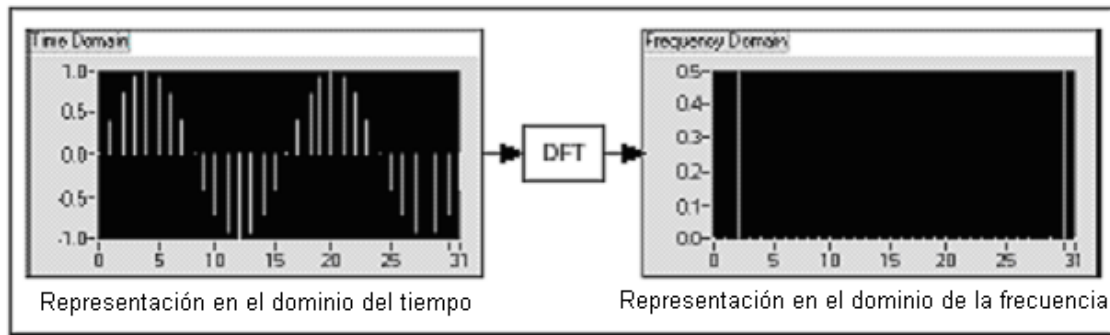 Time Domain
1.0
0.5
0.0
-0.5
-1.0
0 5 10 15 20 25 31
Representación en el dominio del tiempo
DFT
Frequency Domain
0.5
0.4
0.3
0.2
0.1
0.0
0 5 10 15 20 25 31
Representación en el dominio de la frecuencia